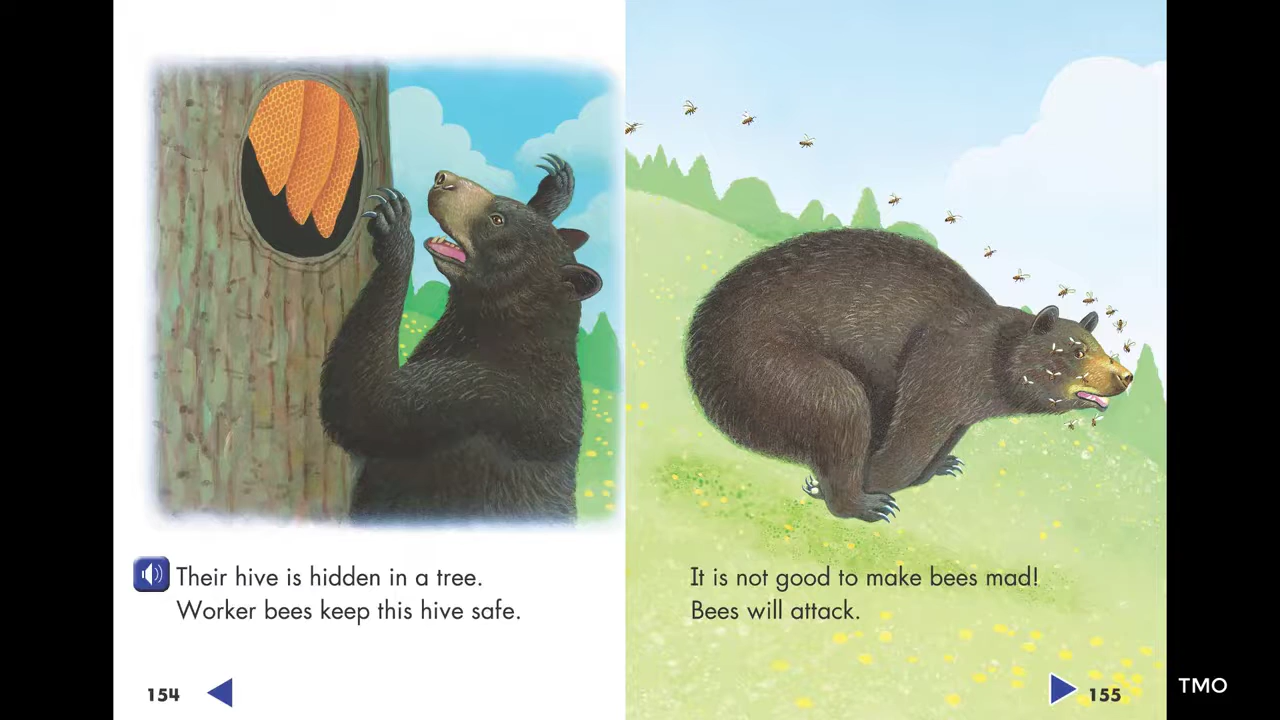 Their hive is hidden in a tree.
Worker bees keep this hive safe.
154
It is not good to make bees mad!
Bees will attack.
155
TMO